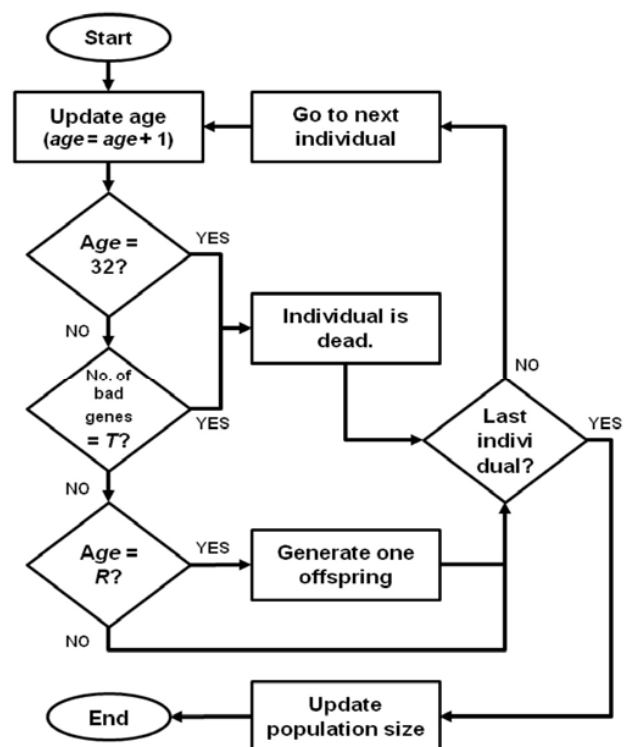 Start
Update age
(age = age + 1)
Go to next
individual
Age =
32?
YES
NO
Individual is
dead.
No. of
bad
genes
= T?
YES
NO
Last
indivi
dual?
NO
YES
Age =
R?
YES
NO
Generate one
offspring
End
Update
population size